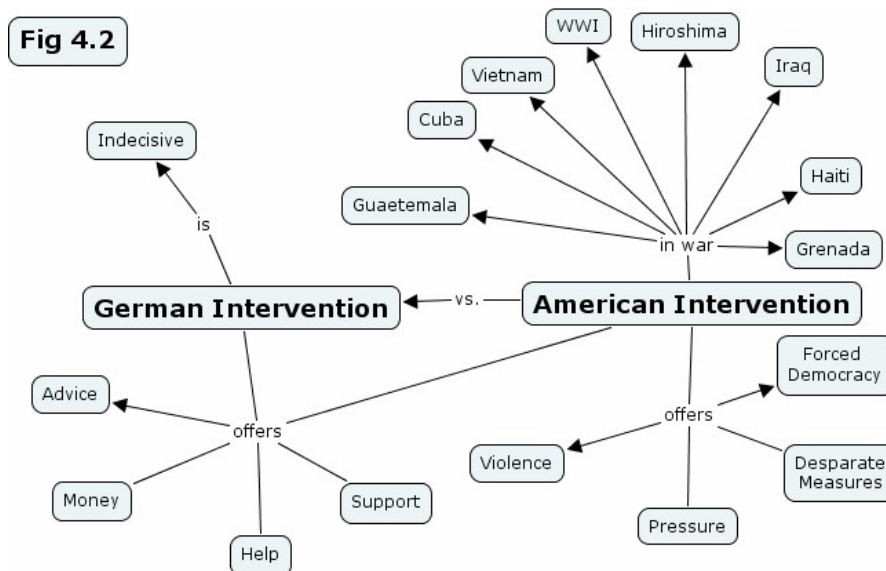 Fig 4.2
WWI
Hiroshima
Iraq
Vietnam
Cuba
Indecisive
Haiti
Guaetemala
is
in war
Grenada
German Intervention
vs.
American Intervention
Forced
Democracy
Advice
offers
offers
Violence
Desparate
Measures
Money
Support
Pressure
Help